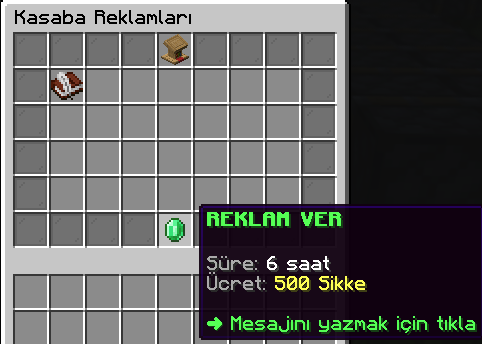 Kasaba Reklamları
REKLAM VER
Süre: 6 saat
Ücret: 500 Sikke
➔ Mesajını yazmak için tıkla